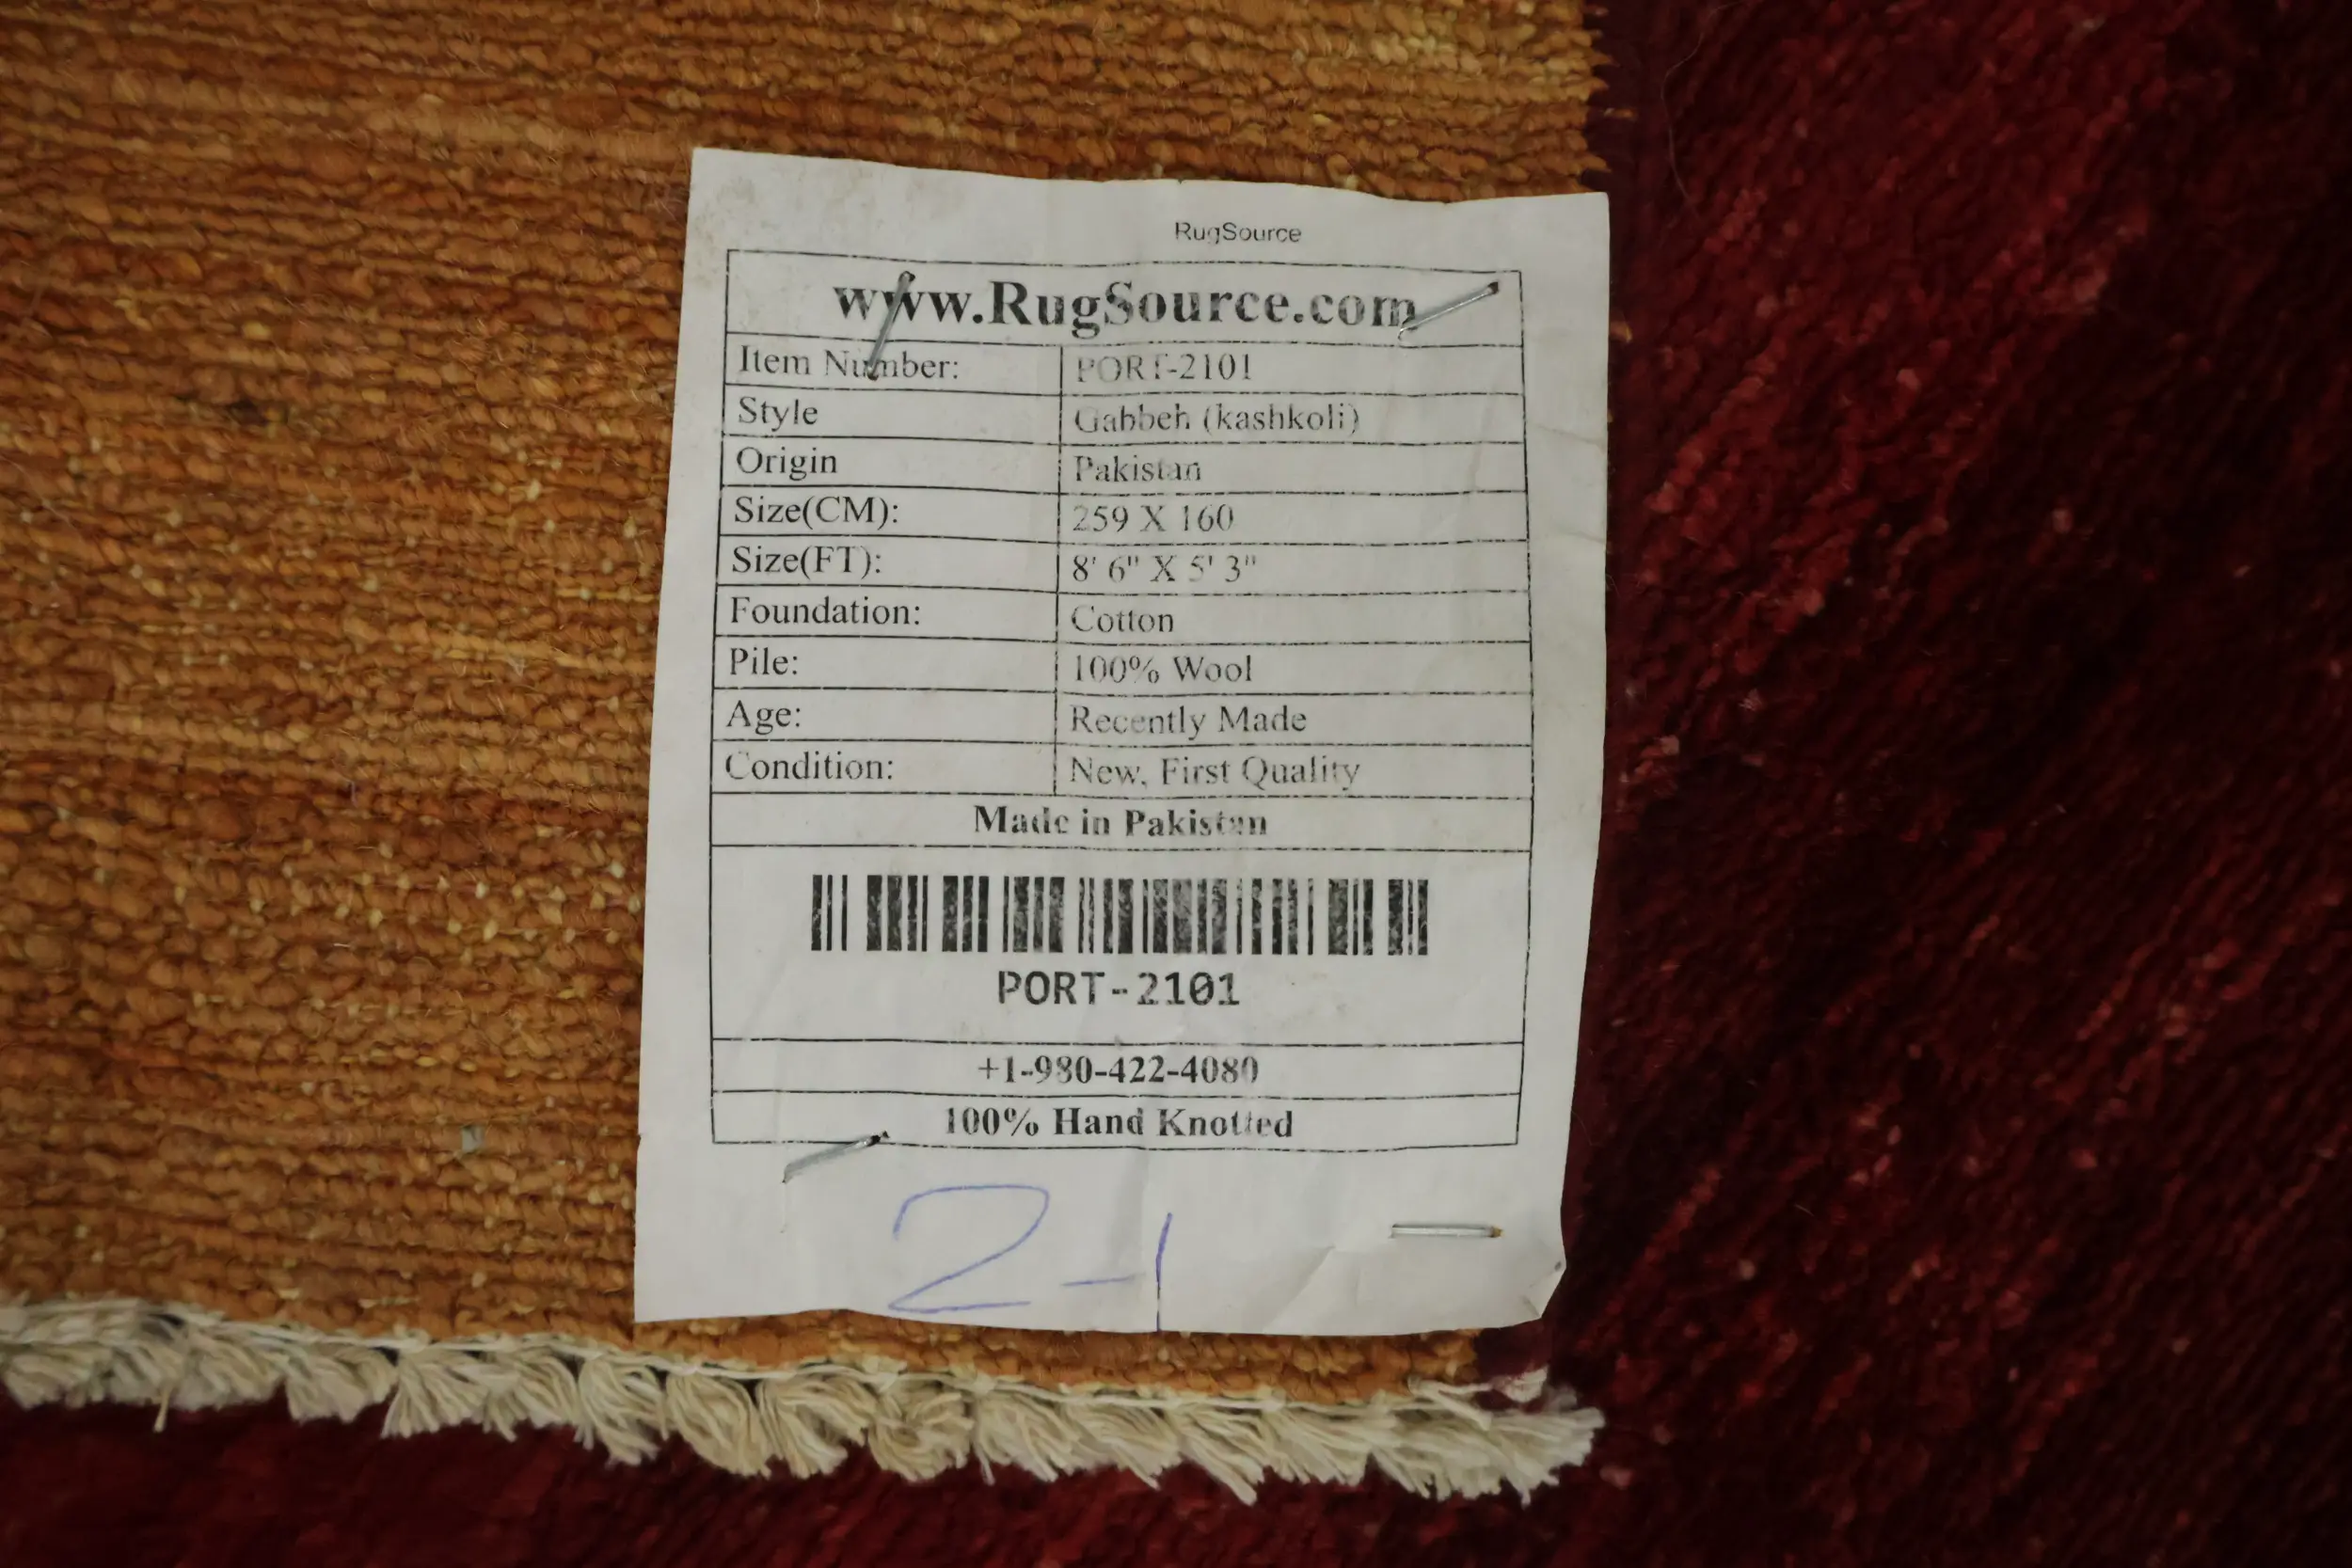 RugSource
www.RugSource.com
Item Number: PORT-2101
Style Gabbeh (kashkoli)
Origin Pakistan
Size(CM): 259 X 160
Size(FT): 8' 6" X 5' 3"
Foundation: Cotton
Pile: 100% Wool
Age: Recently Made
Condition: New, First Quality
Made in Pakistan
PORT-2101
+1-980-422-4080
100% Hand Knotted
2-1